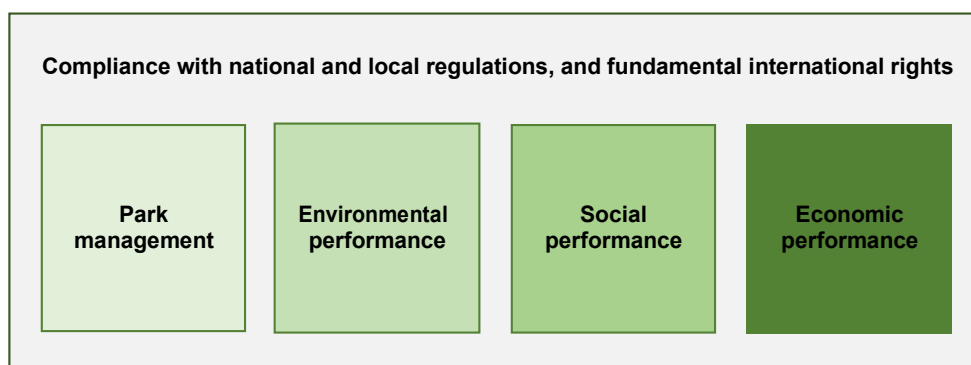 Compliance with national and local regulations, and fundamental international rights
Park
management
Environmental
performance
Social
performance
Economic
performance